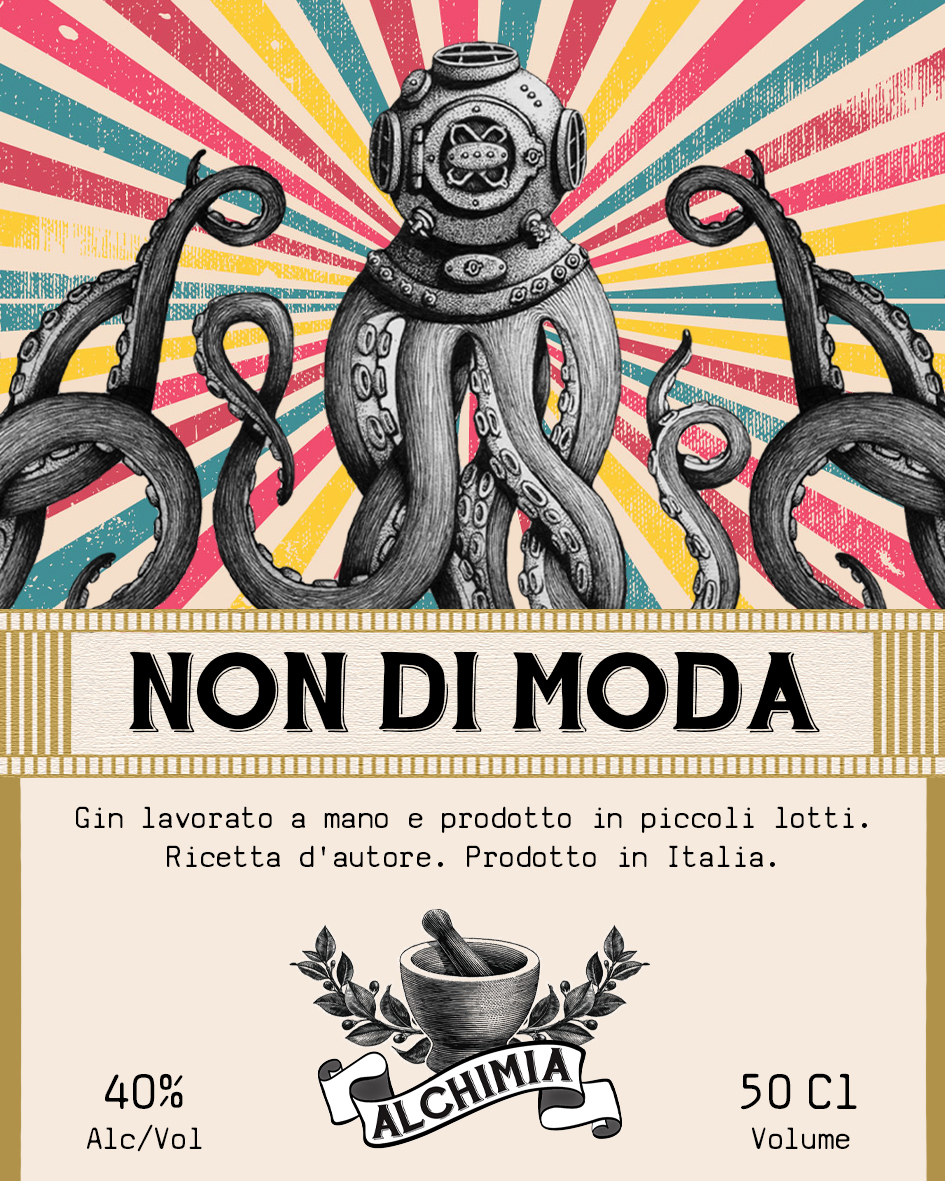 NON DI MODA
Gin lavorato a mano e prodotto in piccoli lotti.
Ricetta d'autore. Prodotto in Italia.
ALCHIMIA
40%
Alc/Vol
50 Cl
Volume